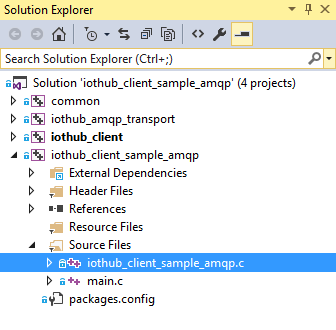 Solution Explorer
Search Solution Explorer (Ctrl+;)
Solution 'iothub_client_sample_amqp' (4 projects)
common
iothub_amqp_transport
iothub_client
iothub_client_sample_amqp
External Dependencies
Header Files
References
Resource Files
Source Files
iothub_client_sample_amqp.c
main.c
packages.config